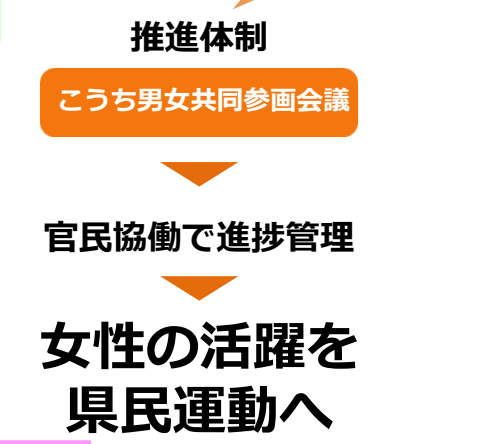 推進体制
こうち男女共同参画会議
官民協働で進捗管理
女性の活躍を
県民運動へ